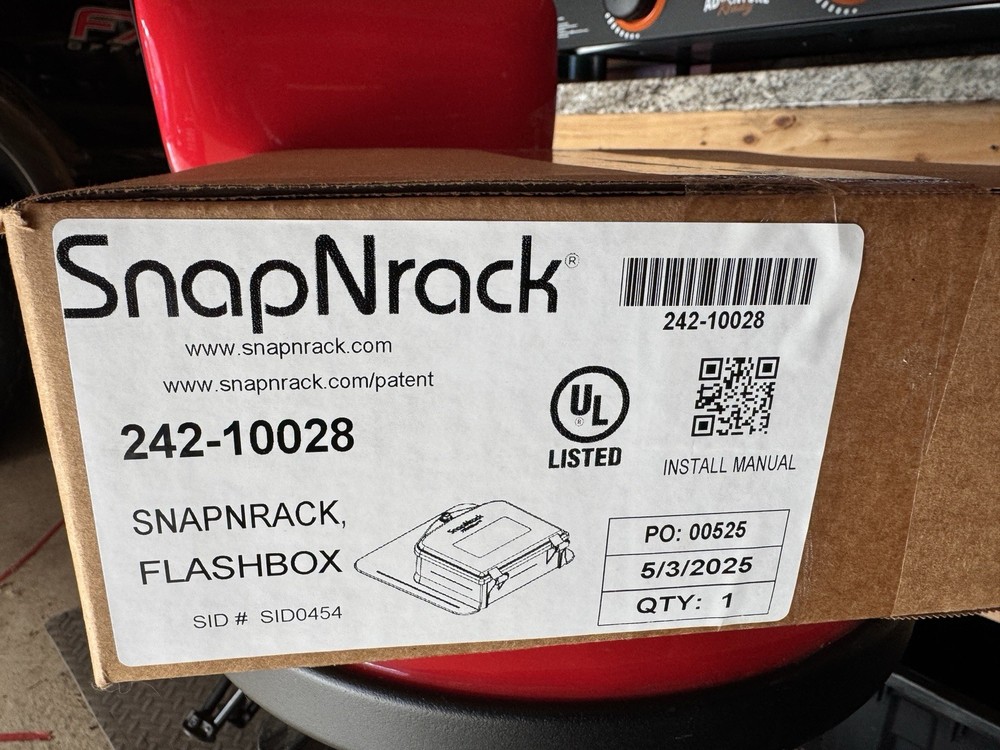 SnapNrack®
www.snapnrack.com
www.snapnrack.com/patent
242-10028
SNAPNRACK,
FLASHBOX
SID # SID0454
242-10028
UL
®
LISTED
INSTALL MANUAL
PO: 00525
5/3/2025
QTY: 1